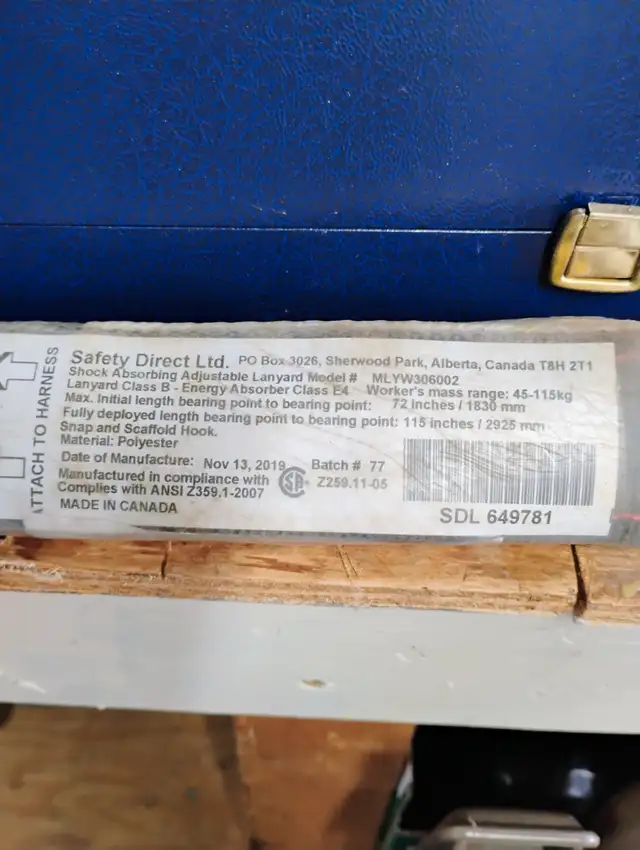 ATTACH TO HARNESS
Safety Direct Ltd. PO Box 3026, Sherwood Park, Alberta, Canada T8H 2T1
Shock Absorbing Adjustable Lanyard Model # MLYW306002
Lanyard Class B - Energy Absorber Class E4 Worker's mass range: 45-115kg
Max. Initial length bearing point to bearing point: 72 inches / 1830 mm
Fully deployed length bearing point to bearing point: 115 inches / 2925 mm
Snap and Scaffold Hook.
Material: Polyester
Date of Manufacture: Nov 13, 2019 Batch # 77
Manufactured in compliance with CSA Z259.11-05
Complies with ANSI Z359.1-2007
MADE IN CANADA
SDL 649781